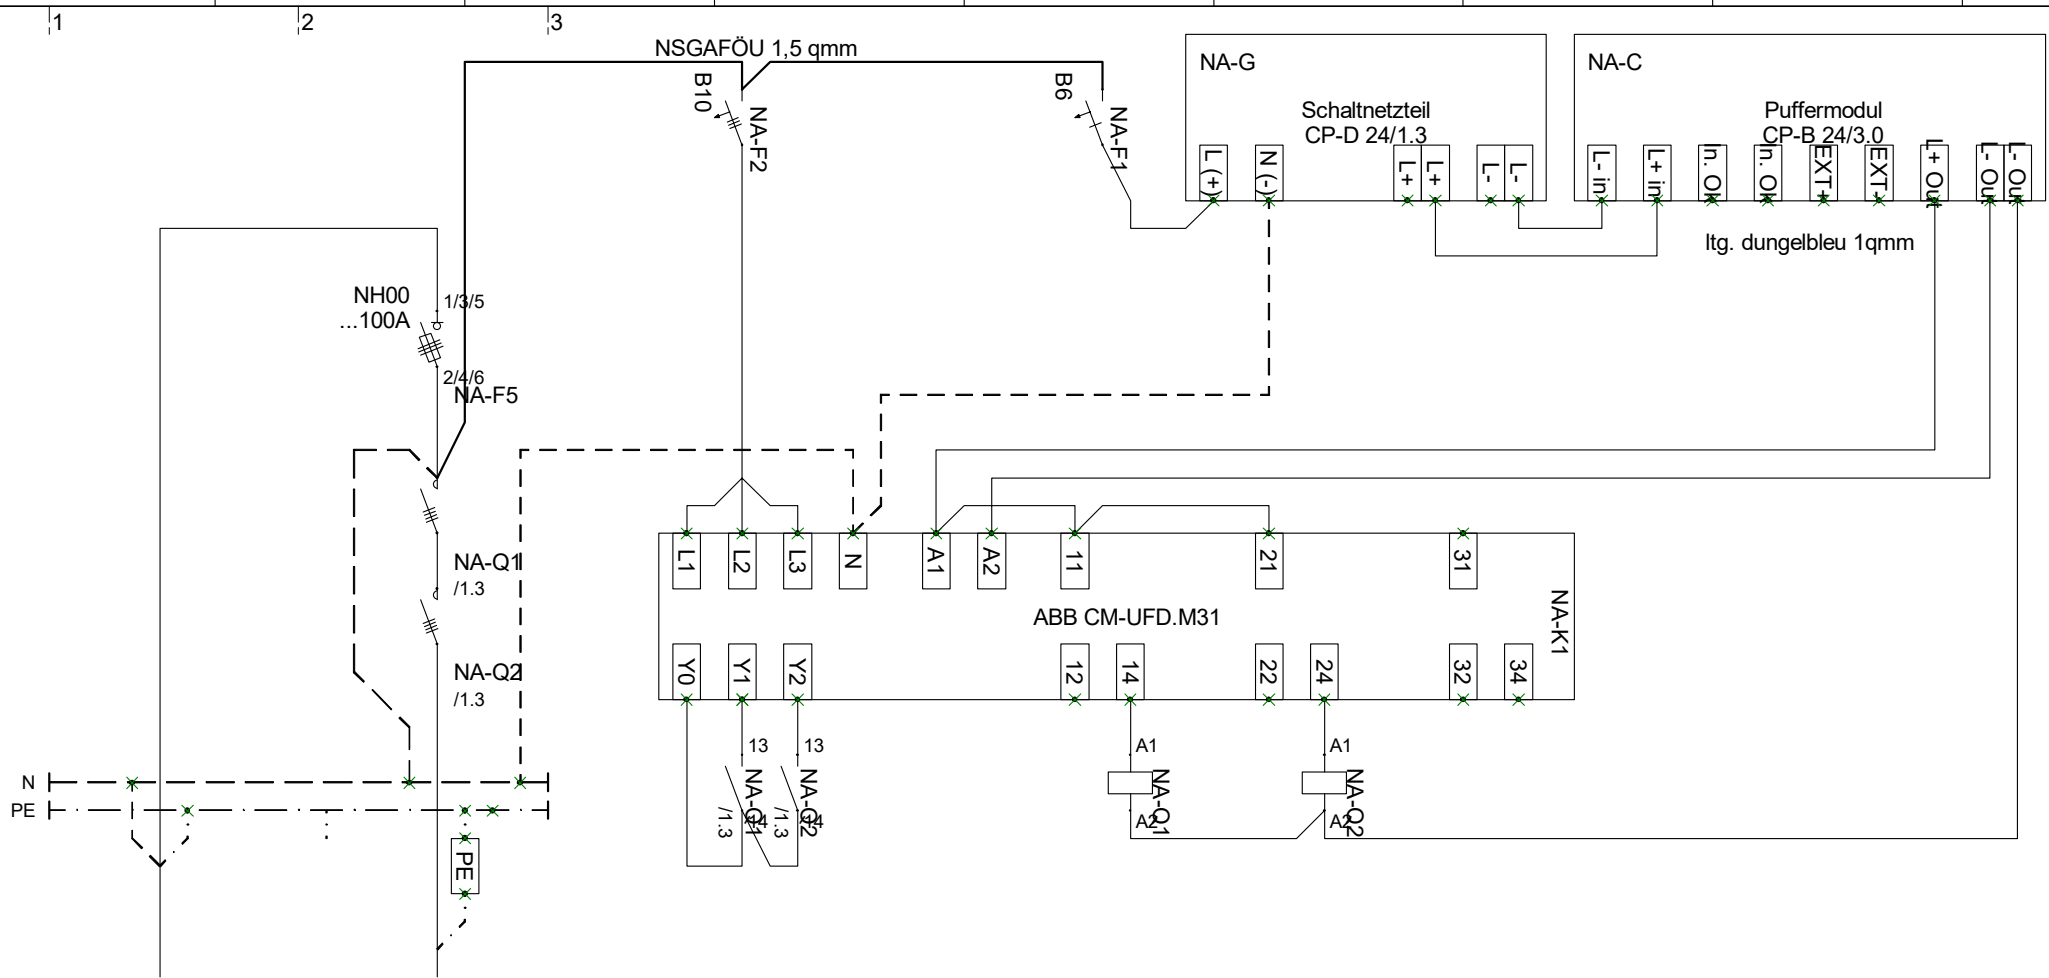 1
2
3
NSGAFÖU 1,5 qmm
B10
NA-F2
B6
NA-F1
NA-G
Schaltnetzteil
CP-D 24/1.3
L (+)
N (-)
L+
L+
L-
L-
NA-C
Puffermodul
CP-B 24/3.0
L- in
L+ in
In. Ok
In. Ok
EXT+
EXT-
L+ Out
L- Out
L- Out
ltg. dungelbleu 1qmm
NH00
...100A
1/3/5
2/4/6
NA-F5
NA-Q1
/1.3
NA-Q2
/1.3
L1
L2
L3
N
A1
A2
11
21
31
ABB CM-UFD.M31
NA-K1
Y0
Y1
Y2
12
14
22
24
32
34
13
NA-Q1
/1.3
14
13
NA-Q2
/1.3
14
A1
NA-Q1
A2
A1
NA-Q2
A2
N
PE
PE